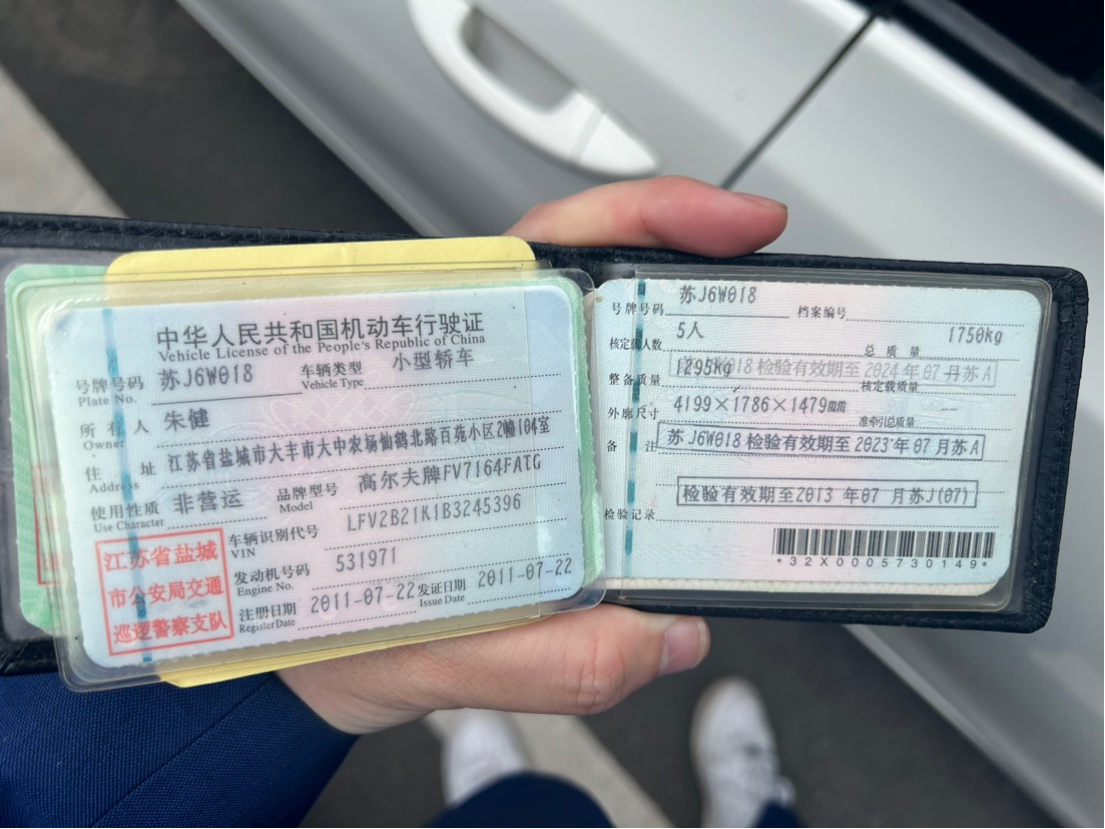 中华人民共和国机动车行驶证
Vehicle License of the People's Republic of China
号牌号码 苏J6W018 车辆类型 小型轿车
Plate No. Vehicle Type
所有人 朱健
Owner
住址 江苏省盐城市大丰市大中农场仙鹤北路百苑小区2幢104室
Address
使用性质 非营运 品牌型号 高尔夫牌FV7164FATG
Use Character Model
车辆识别代号 LFV2B21K1B3245396
VIN
发动机号码 531971
Engine No.
注册日期 2011-07-22 发证日期 2011-07-22
Register Date Issue Date
江苏省盐城
市公安局交通
巡逻警察支队
号牌号码 苏J6W018 档案编号
核定载人数 5人 总质量 1750kg
整备质量 1295kg 核定载质量
检验有效期至2024年07月苏A
外廓尺寸 4199×1786×1479mm 准牵引总质量 --
备注 苏J6W018 检验有效期至 2023年07月苏A
检验有效期至2013 年07 月苏J(07)
检验记录
*32X0005730149*